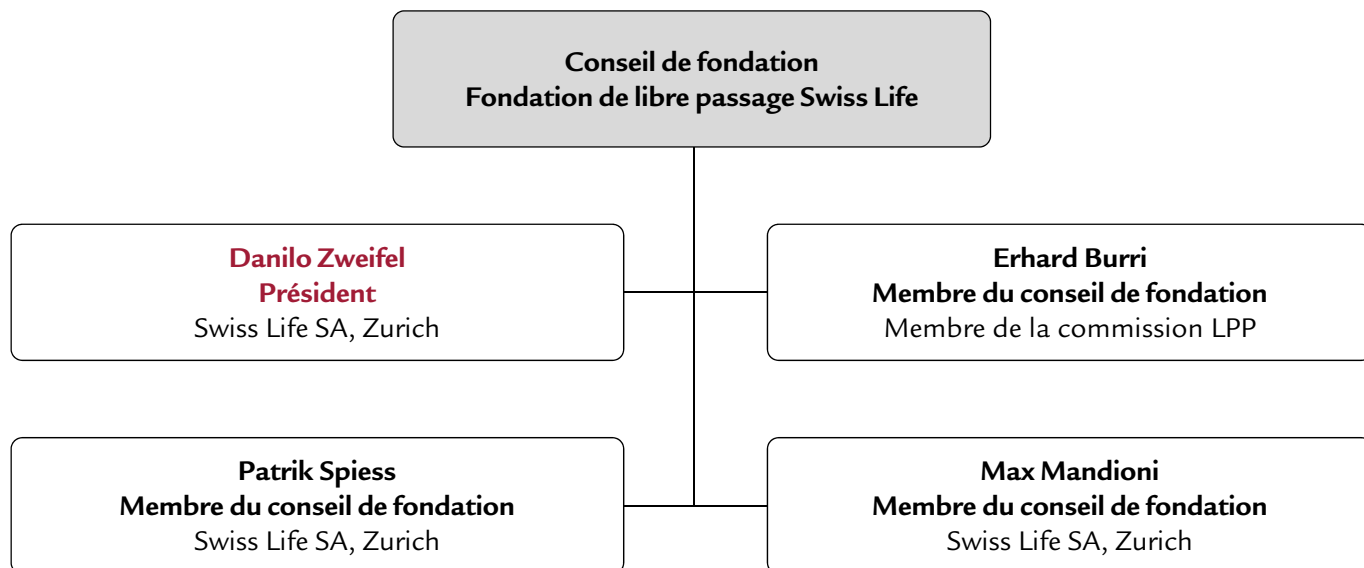 Conseil de fondation
Fondation de libre passage Swiss Life
Danilo Zweifel
Président
Swiss Life SA, Zurich
Erhard Burri
Membre du conseil de fondation
Membre de la commission LPP
Patrik Spiess
Membre du conseil de fondation
Swiss Life SA, Zurich
Max Mandioni
Membre du conseil de fondation
Swiss Life SA, Zurich